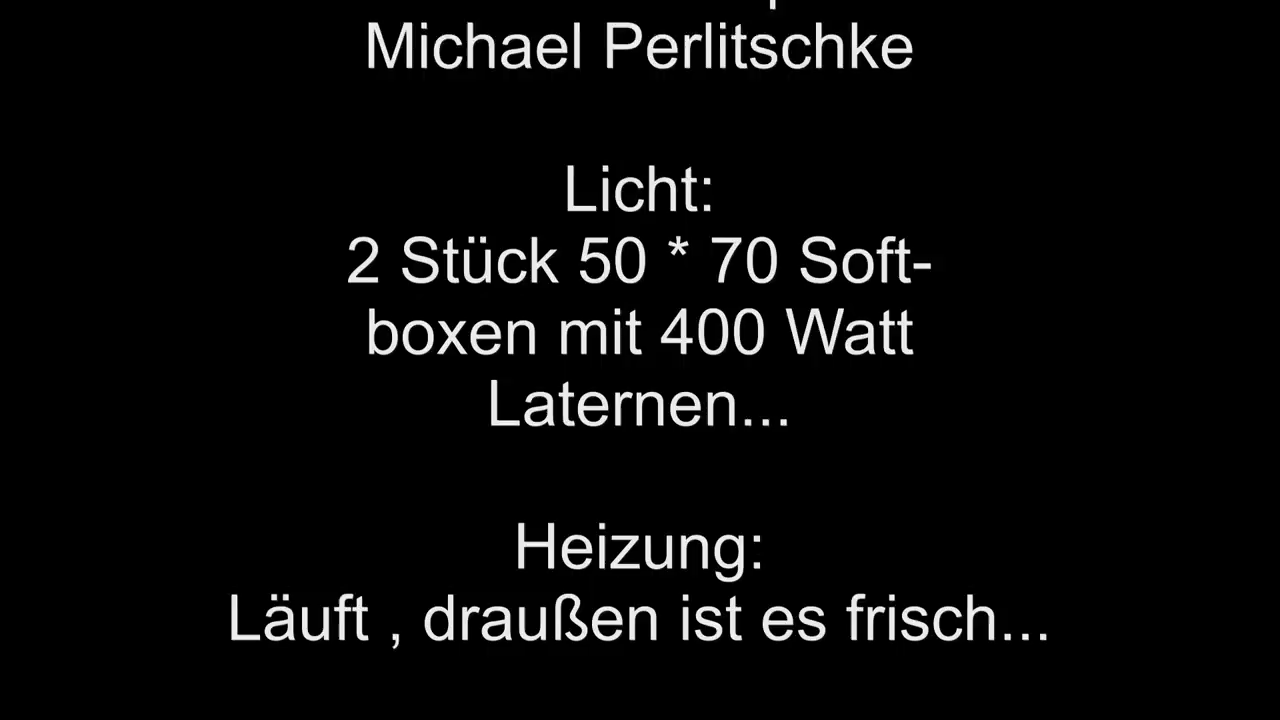 Michael Perlitschke
Licht:
2 Stück 50 * 70 Soft-
boxen mit 400 Watt
Laternen...
Heizung:
Läuft , draußen ist es frisch...